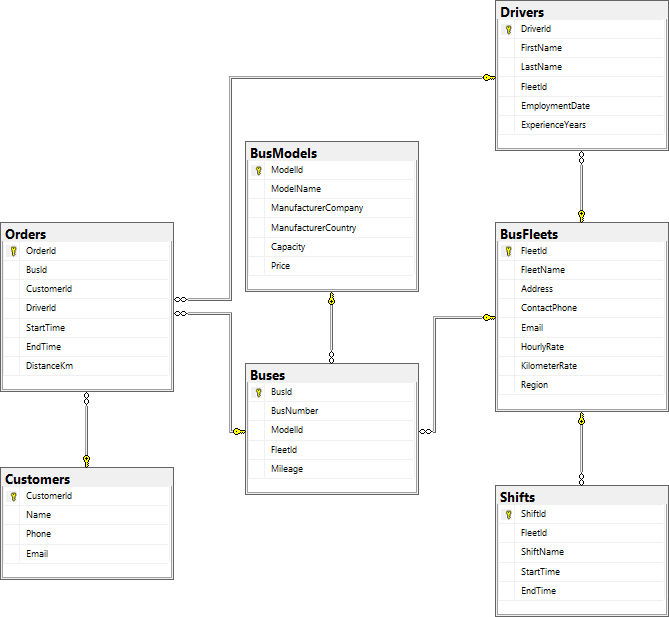 Drivers
DriverId
FirstName
LastName
FleetId
EmploymentDate
ExperienceYears
BusModels
ModelId
ModelName
ManufacturerCompany
ManufacturerCountry
Capacity
Price
Orders
OrderId
BusId
CustomerId
DriverId
StartTime
EndTime
DistanceKm
BusFleets
FleetId
FleetName
Address
ContactPhone
Email
HourlyRate
KilometerRate
Region
Buses
BusId
BusNumber
ModelId
FleetId
Mileage
Customers
CustomerId
Name
Phone
Email
Shifts
ShiftId
FleetId
ShiftName
StartTime
EndTime